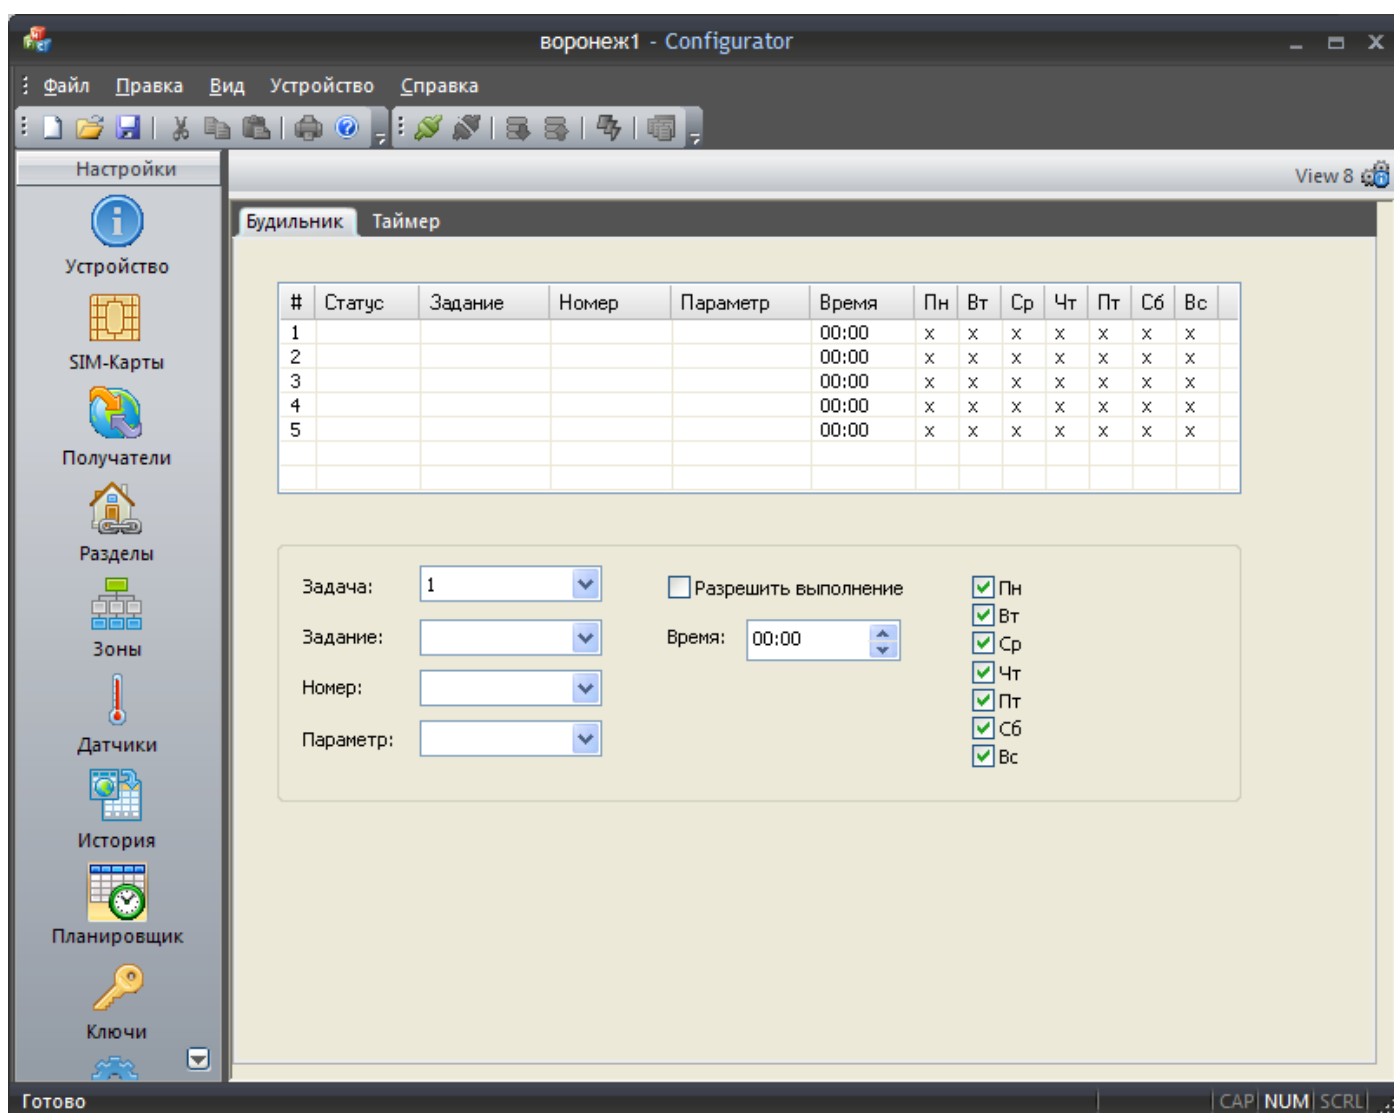 воронеж1 - Configurator
Файл Правка Вид Устройство Справка
Настройки
View 8
Будильник Таймер
Устройство
SIM-Карты
Получатели
Разделы
Зоны
Датчики
История
Планировщик
Ключи
# Статус Задание Номер Параметр Время Пн Вт Ср Чт Пт Сб Вс
1 00:00 x x x x x x x
2 00:00 x x x x x x x
3 00:00 x x x x x x x
4 00:00 x x x x x x x
5 00:00 x x x x x x x
Задача: 1 Разрешить выполнение Пн
Вт
Задание: Время: 00:00 Ср
Чт
Номер: Пт
Сб
Параметр: Вс
Готово CAP NUM SCRL